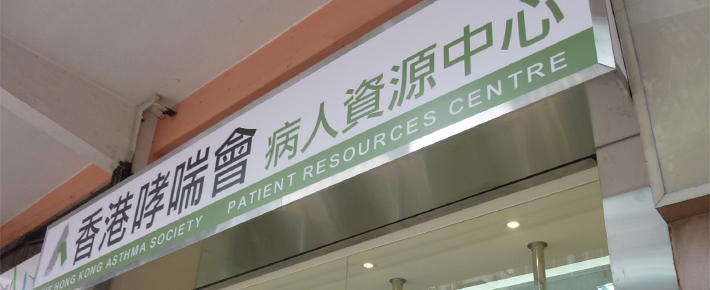 香港哮喘會 病人資源中心
HONG KONG ASTHMA SOCIETY PATIENT RESOURCES CENTRE